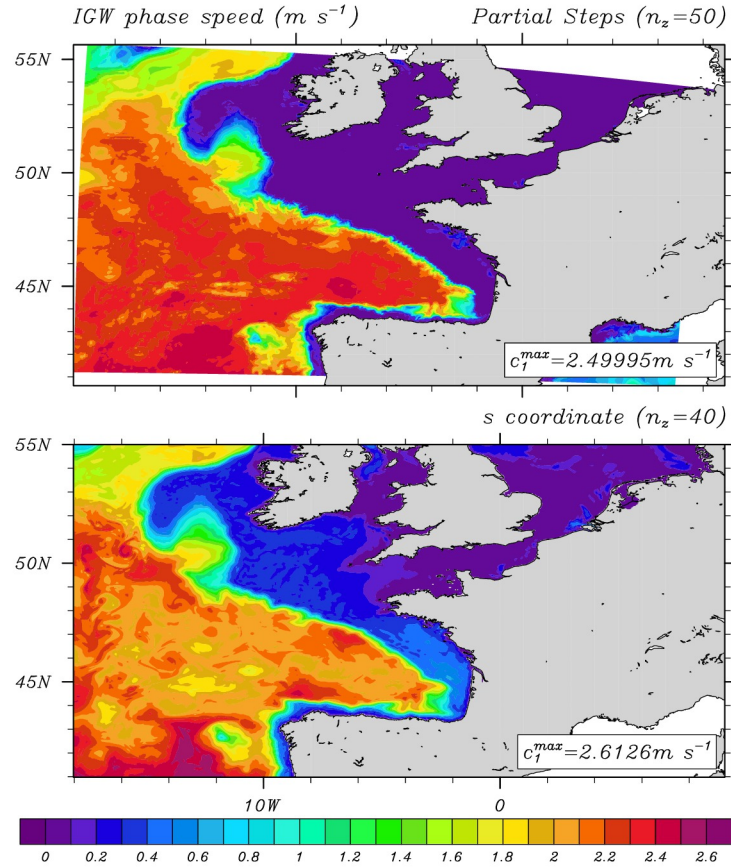 IGW phase speed (m s⁻¹) Partial Steps (n_z=50)
55N
50N
45N
c₁ᵐᵃˣ=2.49995m s⁻¹
s coordinate (n_z=40)
55N
50N
45N
c₁ᵐᵃˣ=2.6126m s⁻¹
10W 0
0 0.2 0.4 0.6 0.8 1 1.2 1.4 1.6 1.8 2 2.2 2.4 2.6